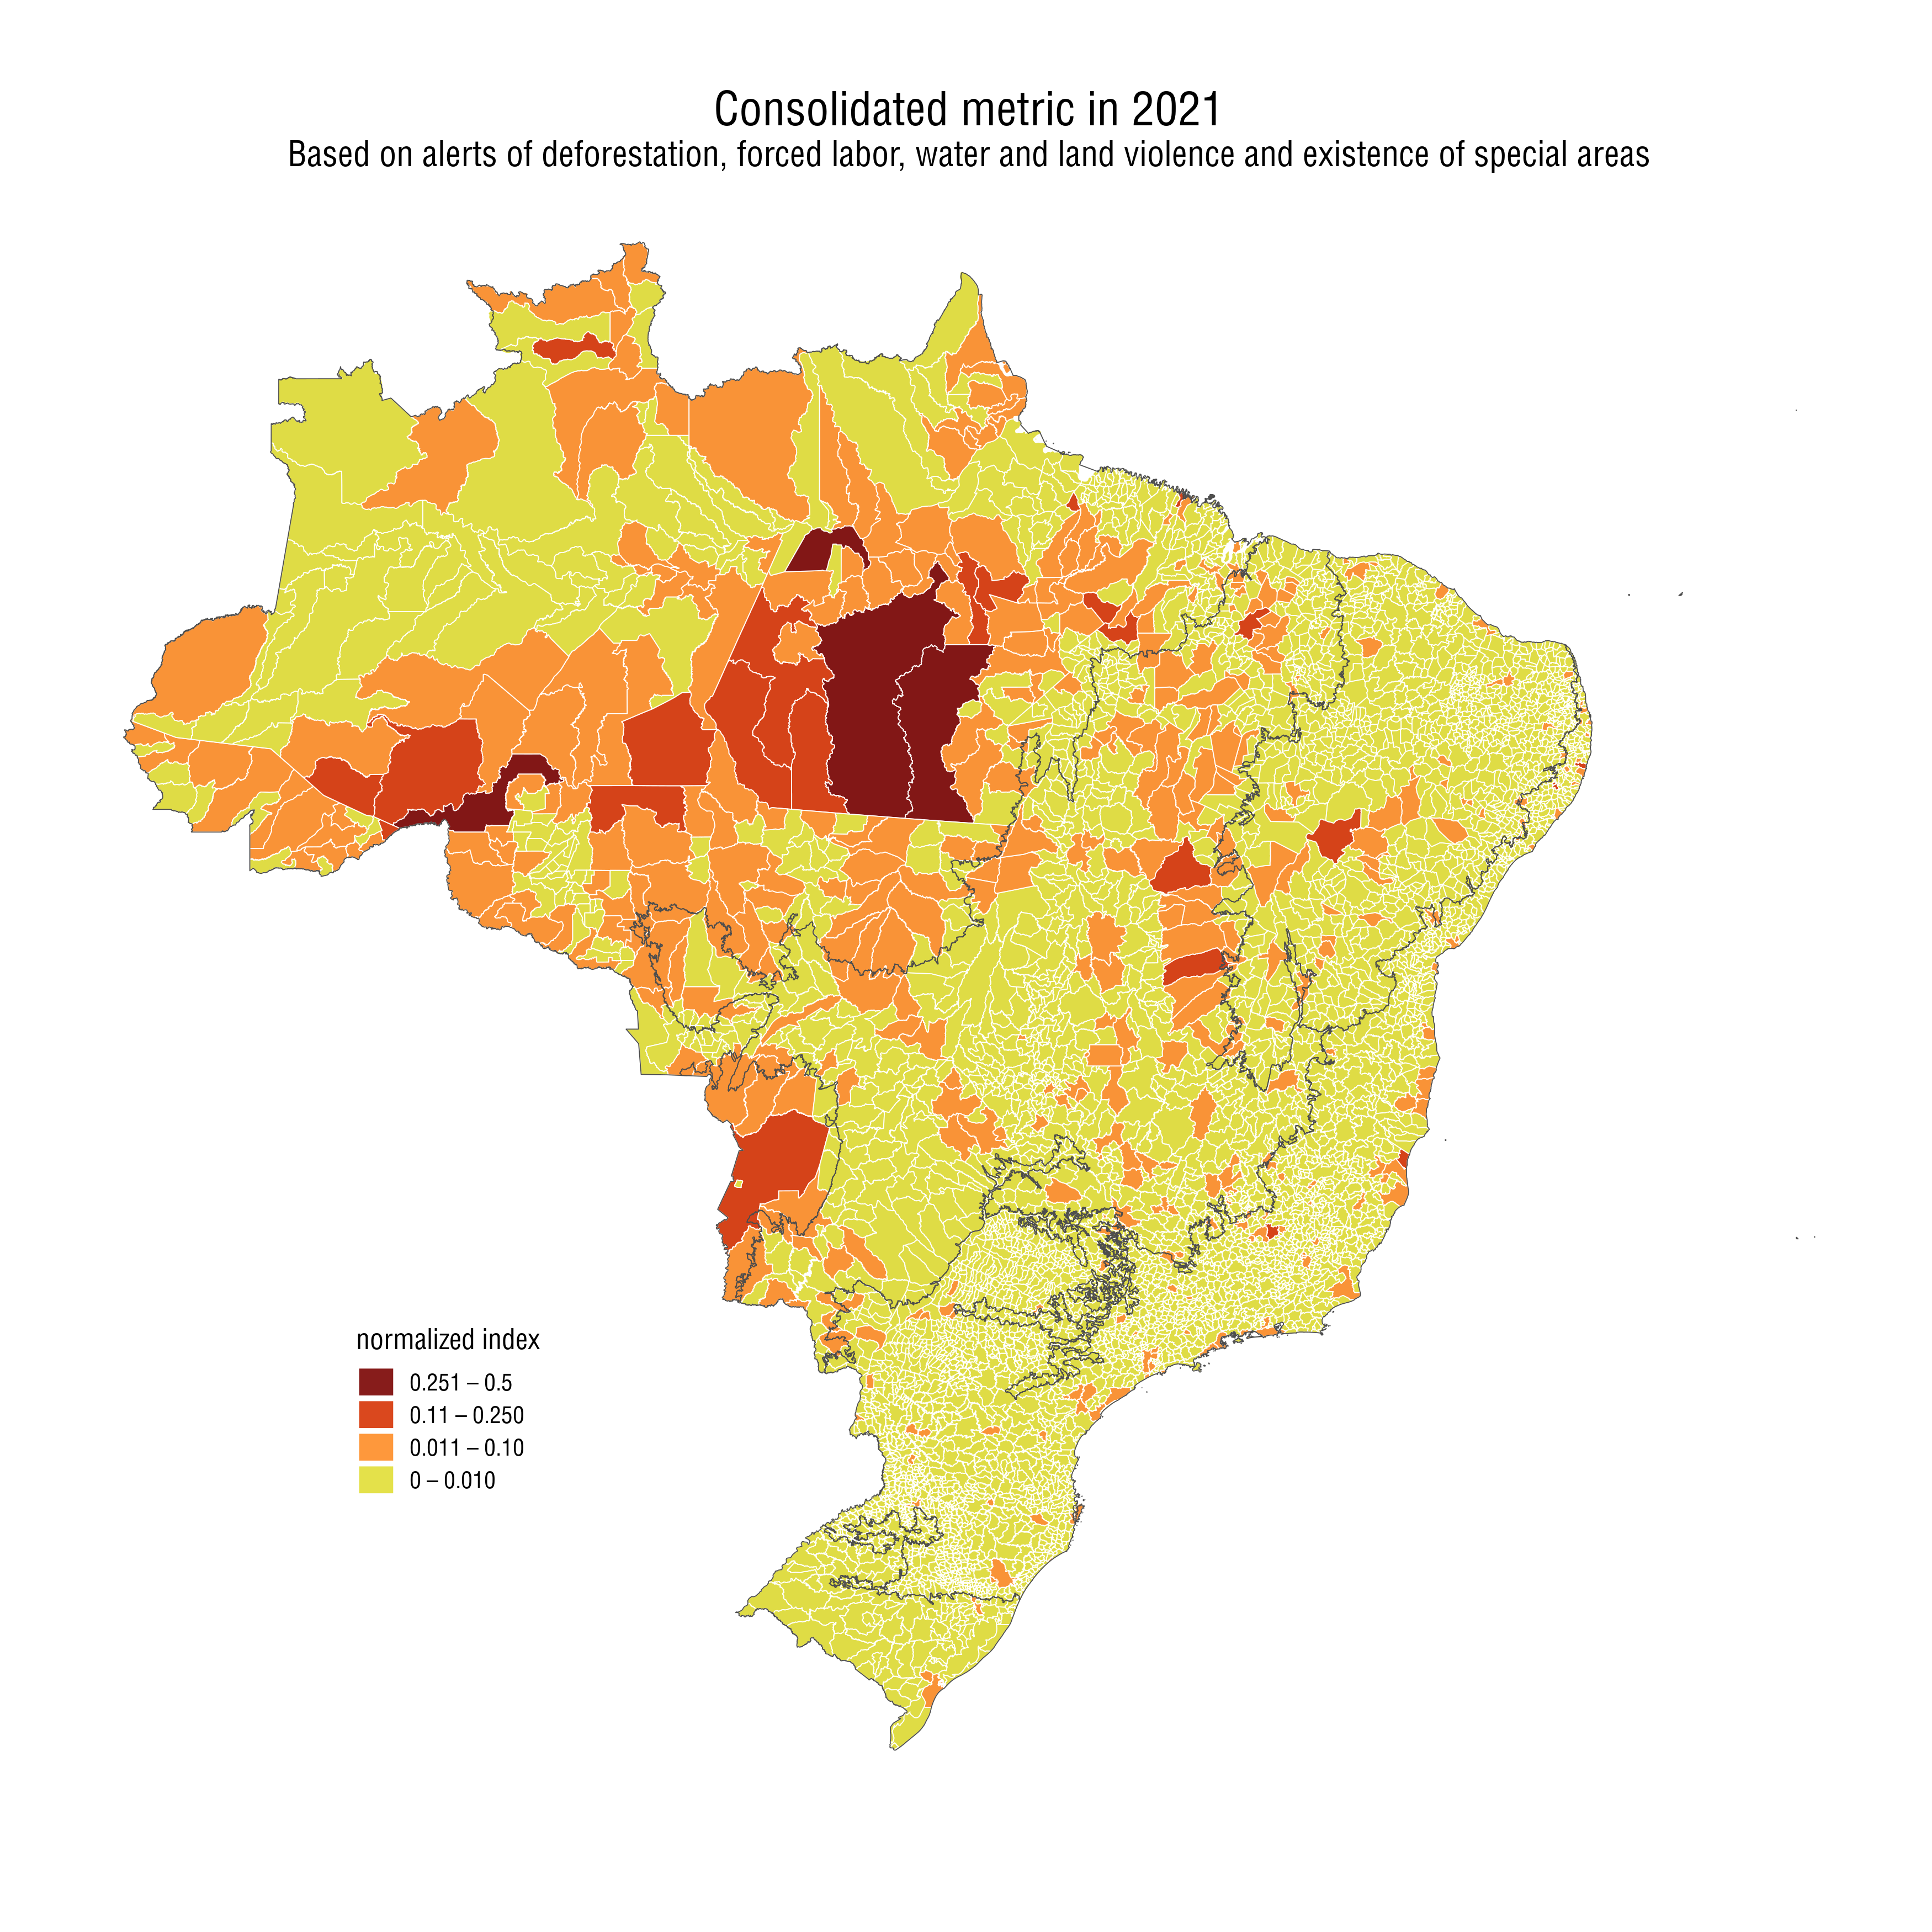 Consolidated metric in 2021
Based on alerts of deforestation, forced labor, water and land violence and existence of special areas
normalized index
0.251 – 0.5
0.11 – 0.250
0.011 – 0.10
0 – 0.010